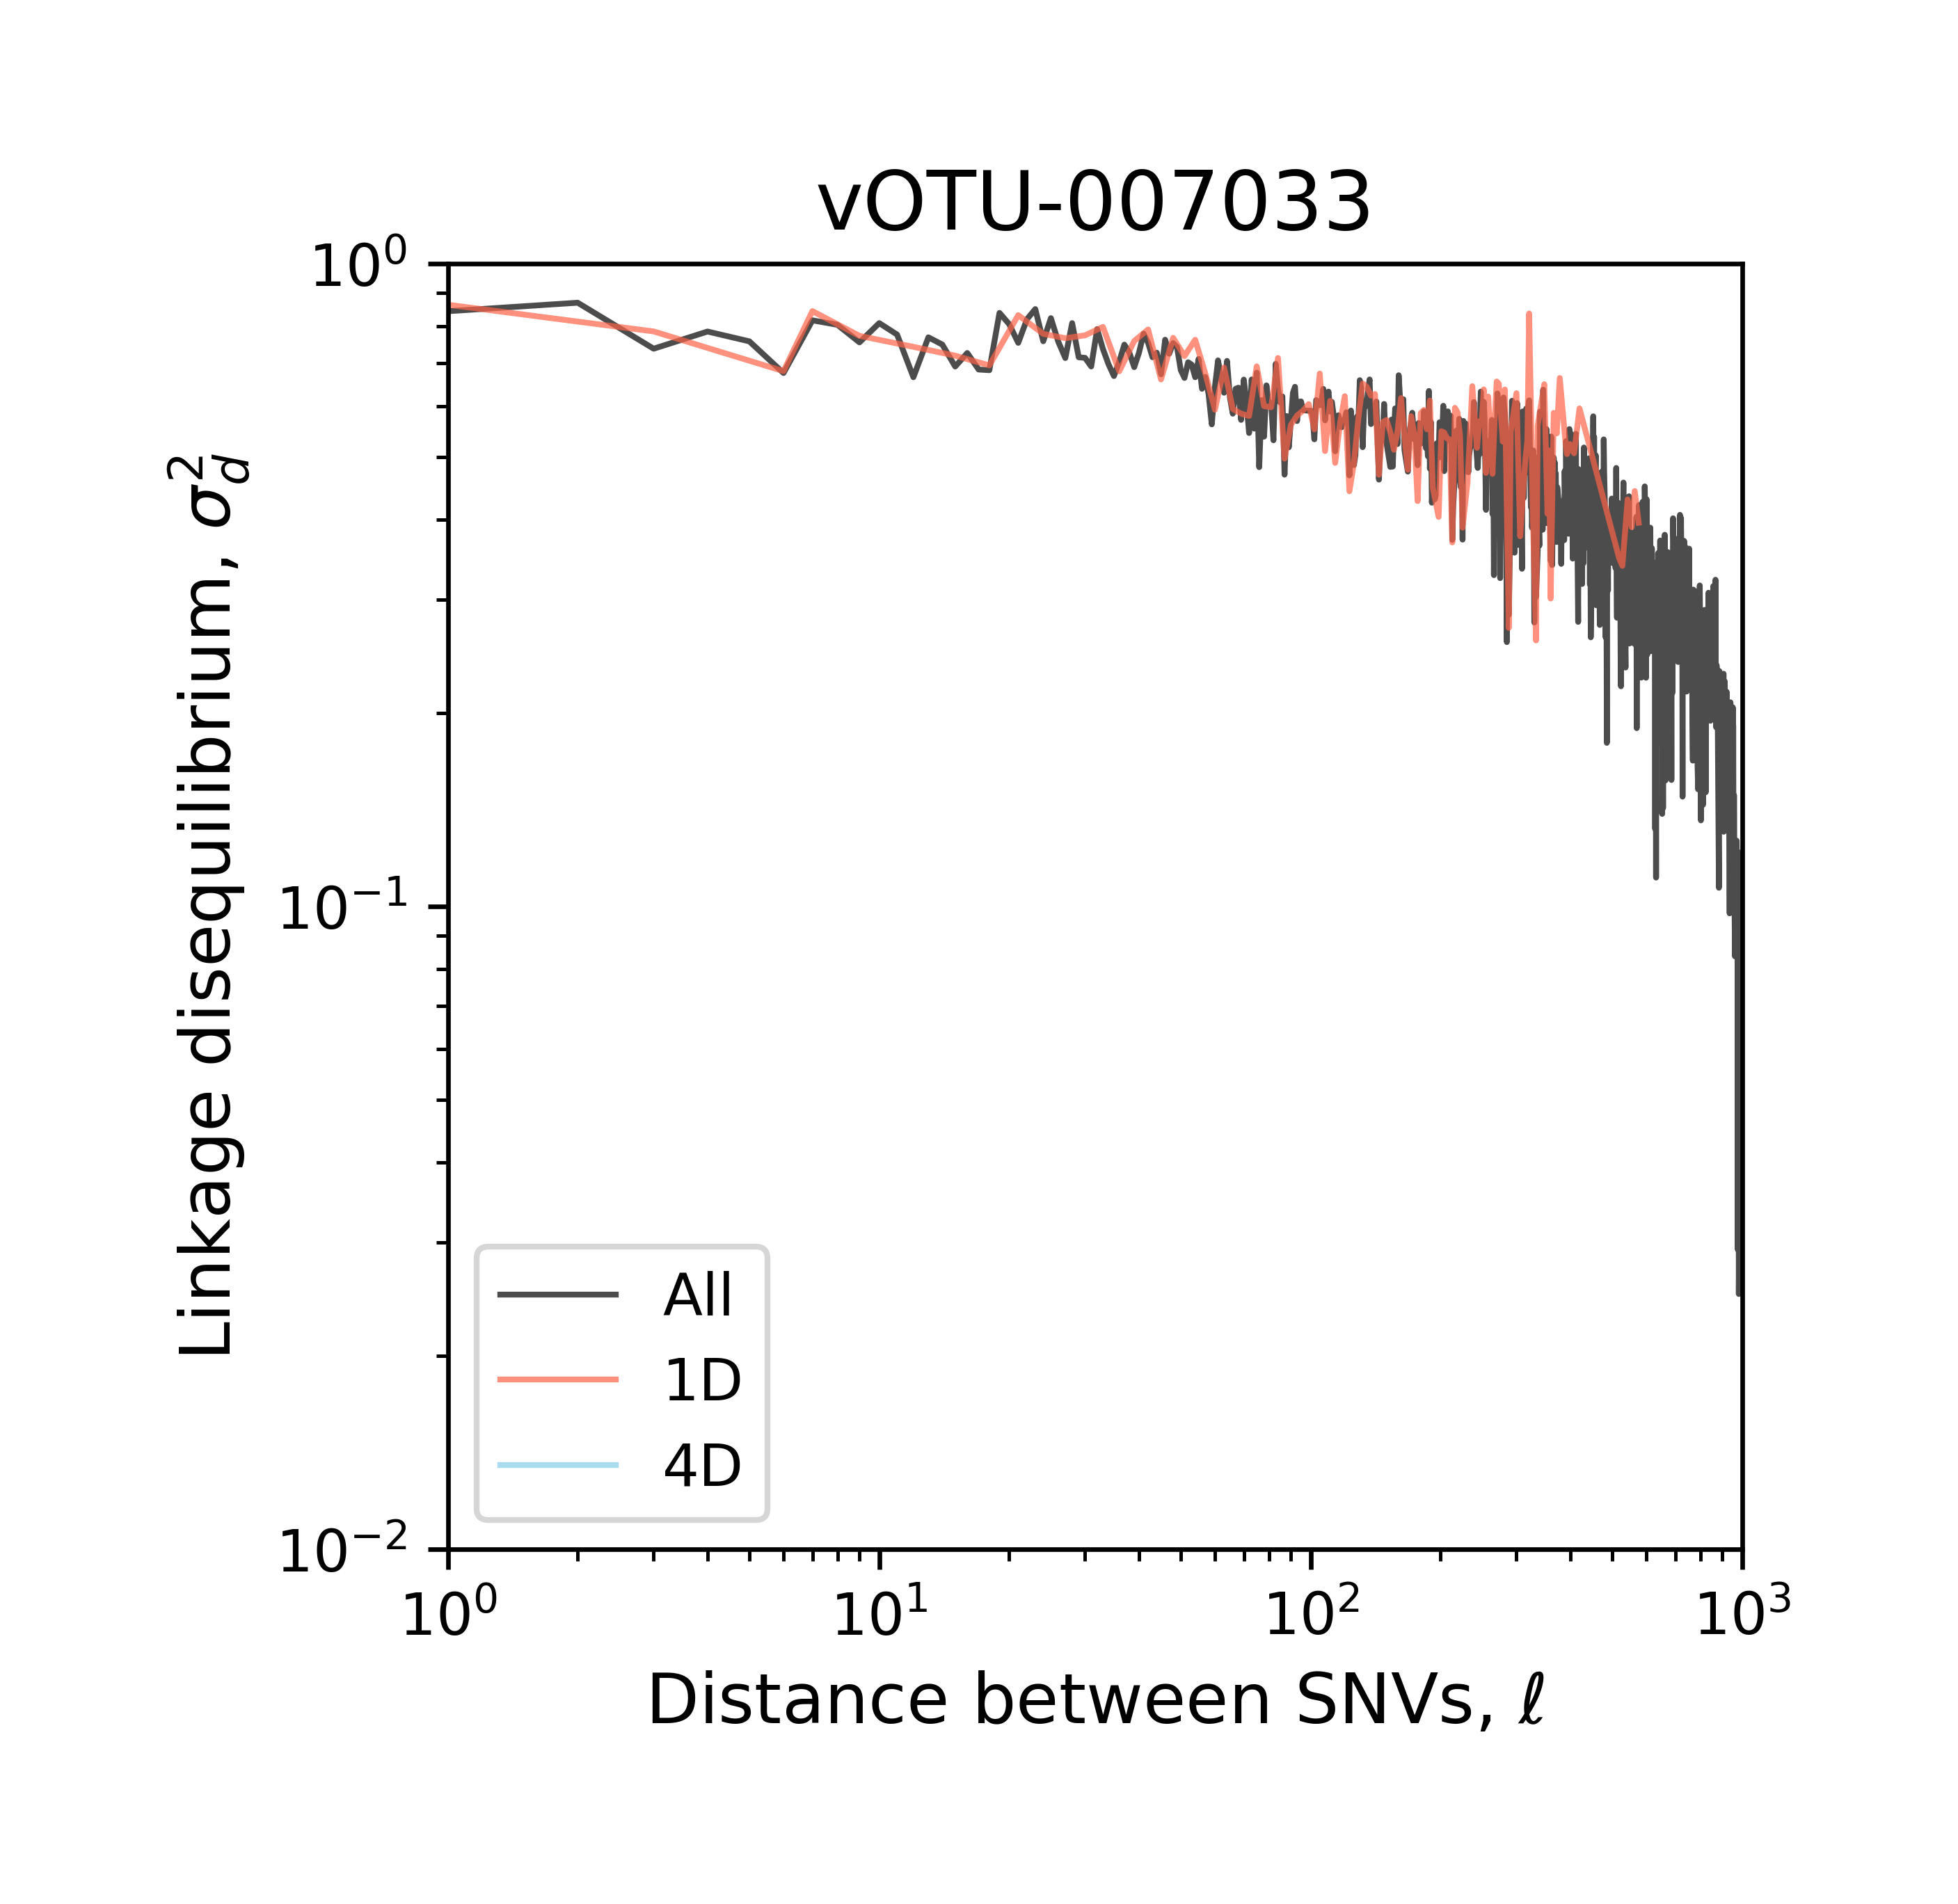 vOTU-007033
10⁰
10⁻¹
10⁻²
Linkage disequilibrium, σ²_d
All
1D
4D
10⁰ 10¹ 10² 10³
Distance between SNVs, ℓ